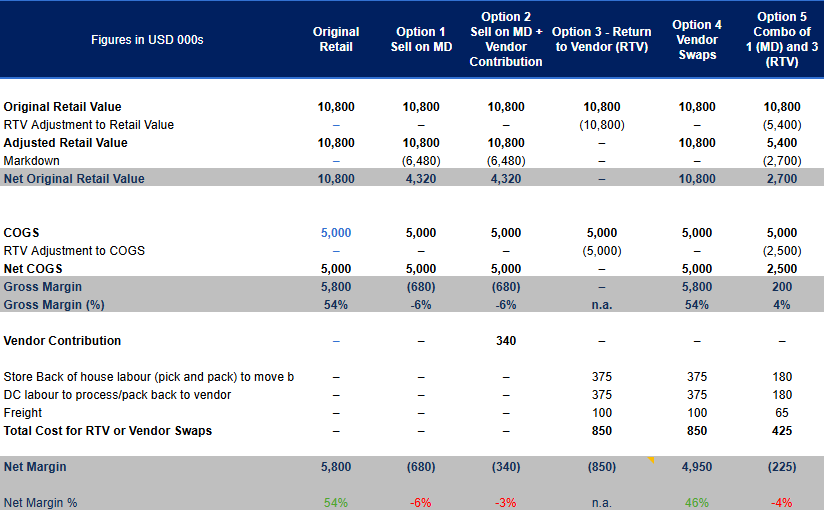 Figures in USD 000s Original Retail Option 1 Sell on MD Option 2 Sell on MD + Vendor Contribution Option 3 - Return to Vendor (RTV) Option 4 Vendor Swaps Option 5 Combo of 1 (MD) and 3 (RTV)
Original Retail Value 10,800 10,800 10,800 10,800 10,800 10,800
RTV Adjustment to Retail Value – – – (10,800) – (5,400)
Adjusted Retail Value 10,800 10,800 10,800 – 10,800 5,400
Markdown – (6,480) (6,480) – – (2,700)
Net Original Retail Value 10,800 4,320 4,320 – 10,800 2,700
COGS 5,000 5,000 5,000 5,000 5,000 5,000
RTV Adjustment to COGS – – – (5,000) – (2,500)
Net COGS 5,000 5,000 5,000 – 5,000 2,500
Gross Margin 5,800 (680) (680) – 5,800 200
Gross Margin (%) 54% -6% -6% n.a. 54% 4%
Vendor Contribution – – 340 – – –
Store Back of house labour (pick and pack) to move b – – – 375 375 180
DC labour to process/pack back to vendor – – – 375 375 180
Freight – – – 100 100 65
Total Cost for RTV or Vendor Swaps – – – 850 850 425
Net Margin 5,800 (680) (340) (850) 4,950 (225)
Net Margin % 54% -6% -3% n.a. 46% -4%